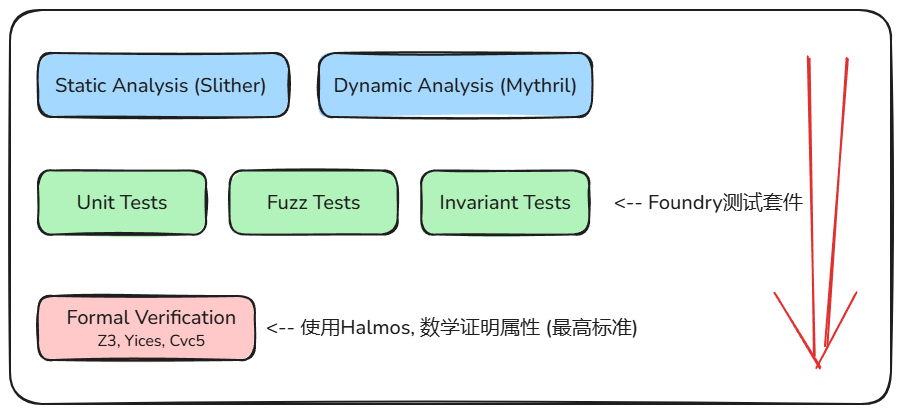 Static Analysis (Slither)
Dynamic Analysis (Mythril)
Unit Tests
Fuzz Tests
Invariant Tests
<-- Foundry测试套件
Formal Verification
Z3, Yices, Cvc5
<-- 使用Halmos, 数学证明属性 (最高标准)